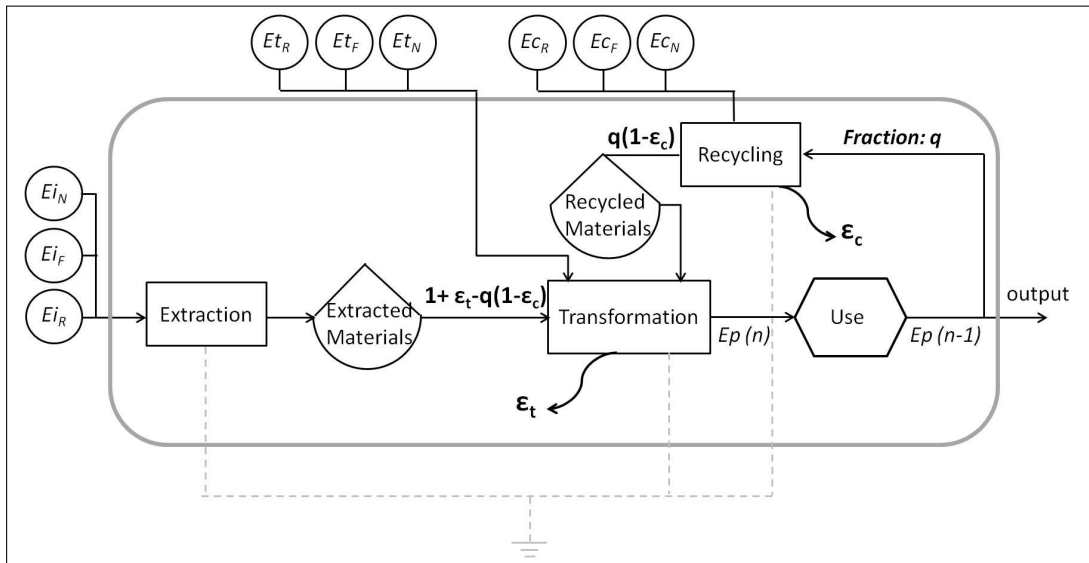 Et_R Et_F Et_N Ec_R Ec_F Ec_N
q(1-ε_c)
Recycling
Fraction: q
Ei_N
Recycled
Materials
ε_c
Ei_F
Ei_R
Extraction
Extracted
Materials
1+ ε_t-q(1-ε_c)
Transformation
Ep (n)
Use
Ep (n-1)
output
ε_t